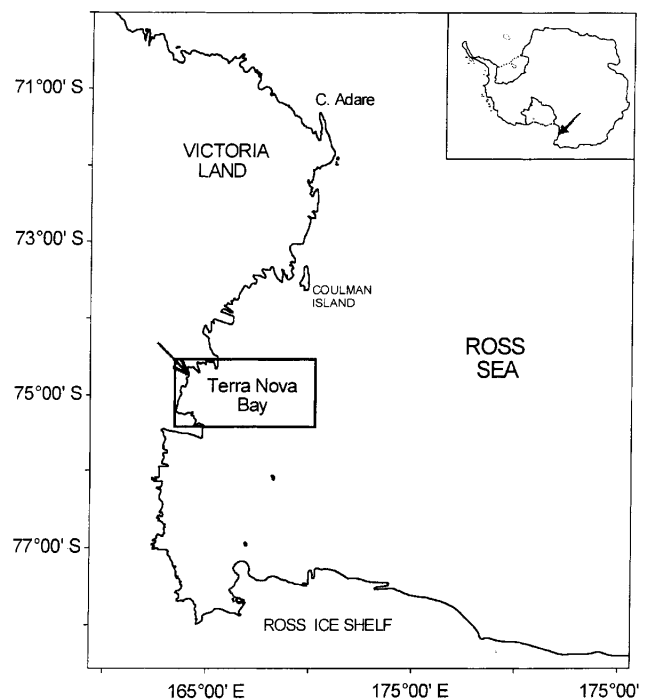 71°00' S
C. Adare
VICTORIA
LAND
73°00' S
COULMAN
ISLAND
ROSS
SEA
Terra Nova
Bay
75°00' S
77°00' S
ROSS ICE SHELF
165°00' E
175°00' E
175°00' W